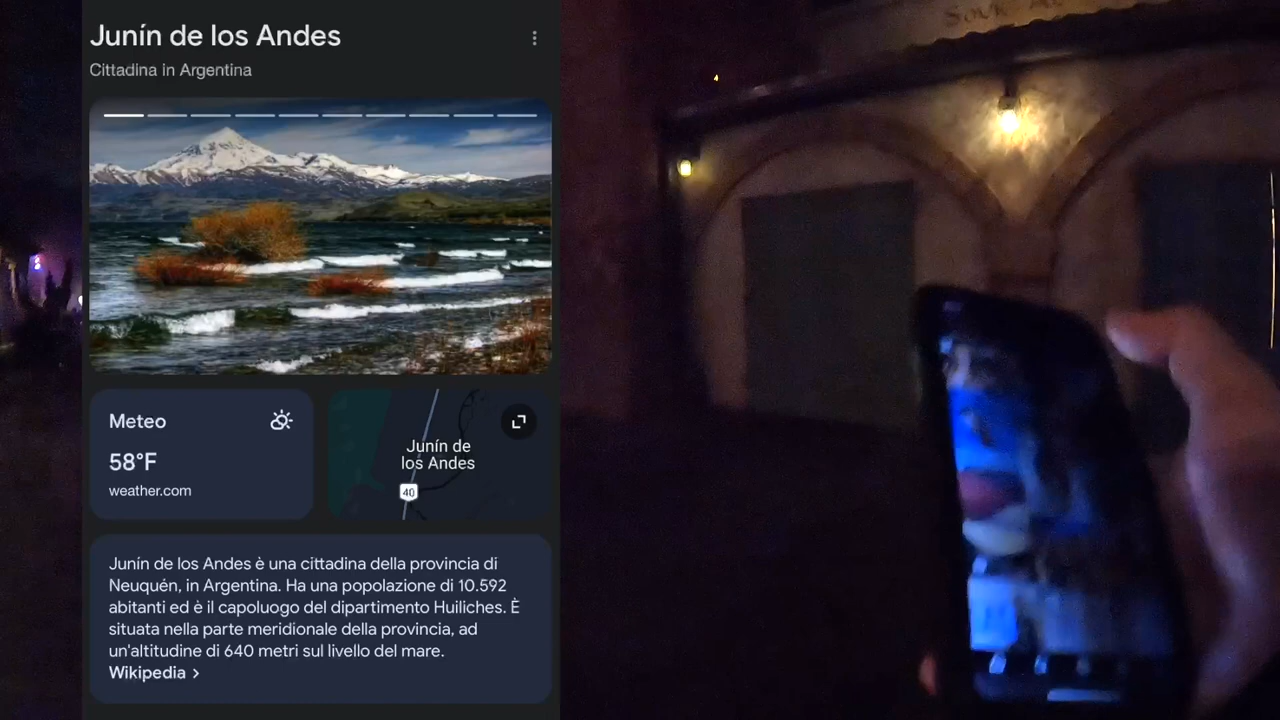 Junín de los Andes
Cittadina in Argentina
Meteo
58°F
weather.com
Junín de
los Andes
40
Junín de los Andes è una cittadina della provincia di
Neuquén, in Argentina. Ha una popolazione di 10.592
abitanti ed è il capoluogo del dipartimento Huiliches. È
situata nella parte meridionale della provincia, ad
un'altitudine di 640 metri sul livello del mare.
Wikipedia >